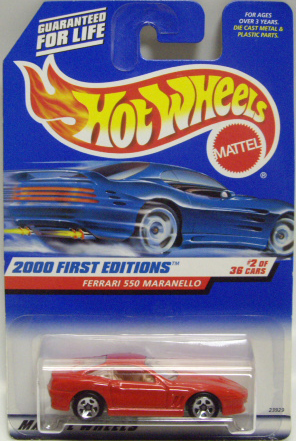 GUARANTEED
FOR LIFE
FOR AGES
OVER 3 YEARS.
DIE CAST METAL &
PLASTIC PARTS.
HOT WHEELS
MATTEL
®
2000 FIRST EDITIONS™
#2 OF
36 CARS
FERRARI 550 MARANELLO